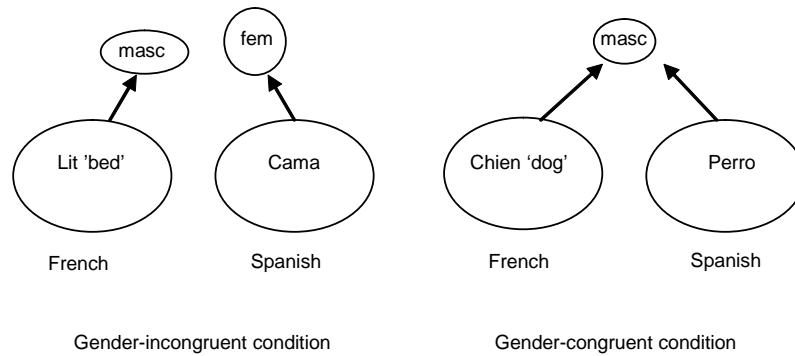 masc
fem
masc
Lit ’bed’
Cama
Chien ‘dog’
Perro
French
Spanish
French
Spanish
Gender-incongruent condition
Gender-congruent condition